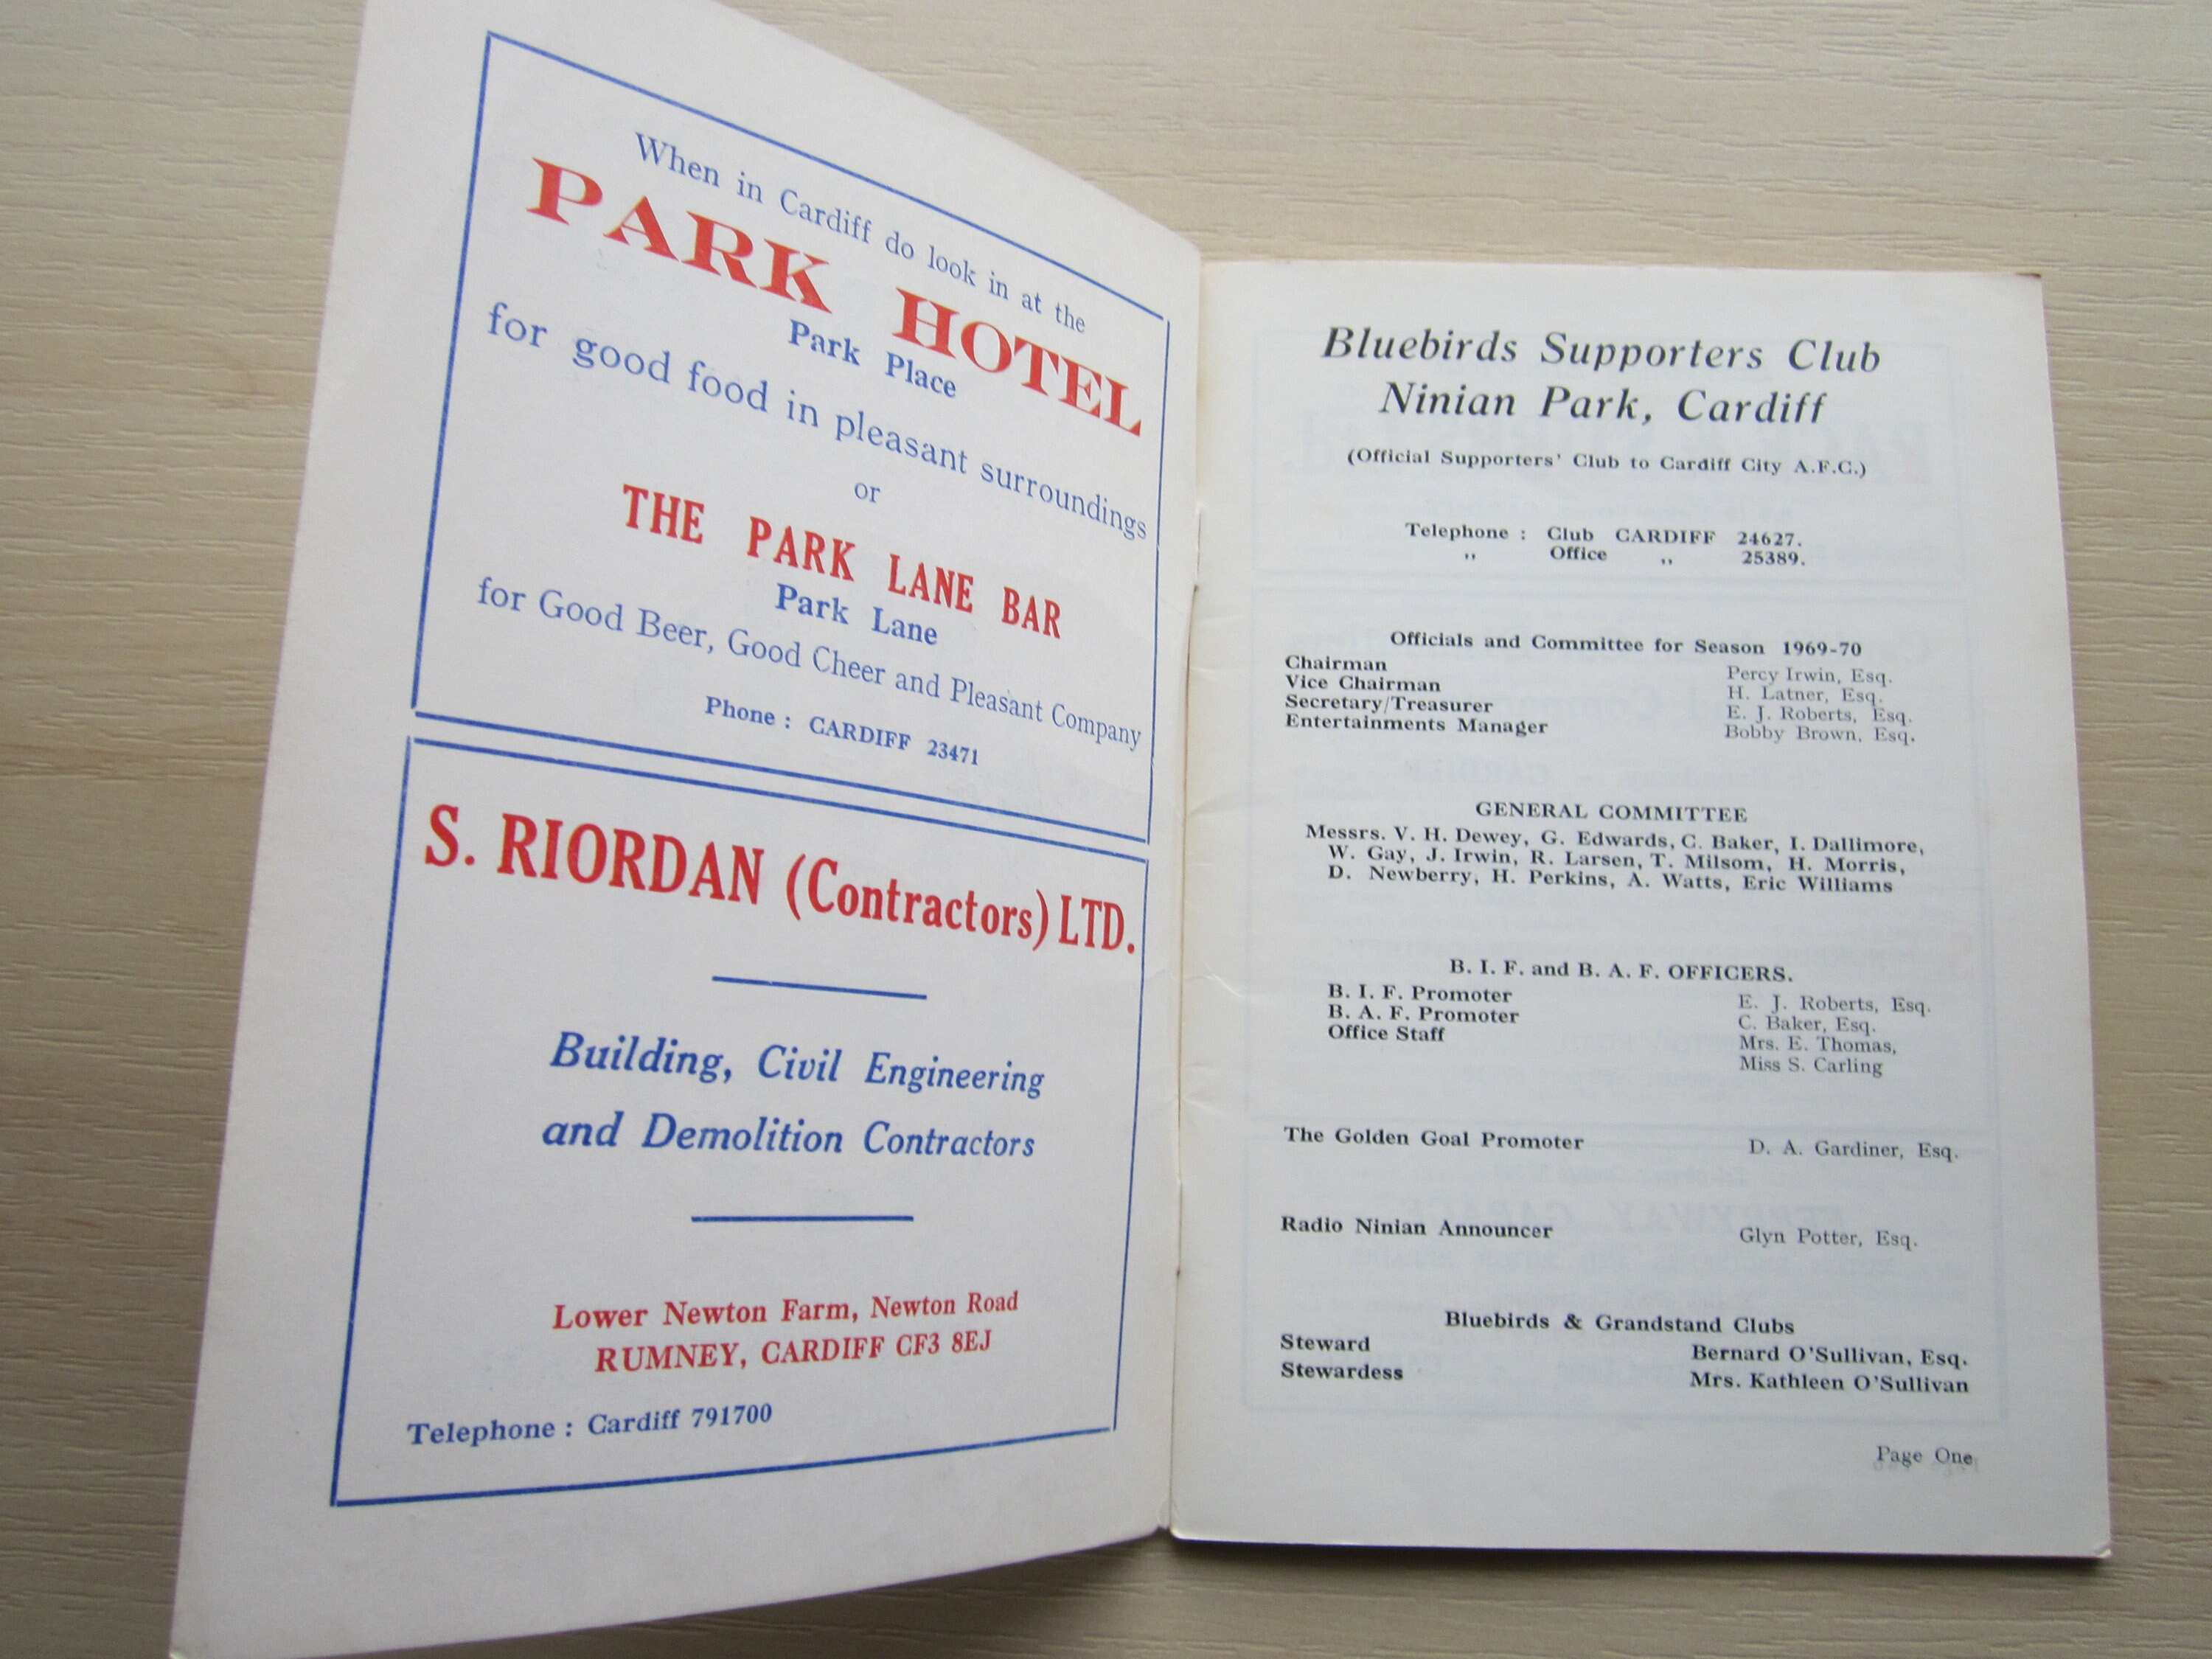 When in Cardiff do look in at the
PARK HOTEL
Park Place
for good food in pleasant surroundings
or
THE PARK LANE BAR
Park Lane
for Good Beer, Good Cheer and Pleasant Company
Phone : CARDIFF 23471
S. RIORDAN (Contractors) LTD.
Building, Civil Engineering
and Demolition Contractors
Lower Newton Farm, Newton Road
RUMNEY, CARDIFF CF3 8EJ
Telephone : Cardiff 791700
Bluebirds Supporters Club
Ninian Park, Cardiff
(Official Supporters' Club to Cardiff City A.F.C.)
Telephone : Club CARDIFF 24627.
,, Office ,, 25389.
Officials and Committee for Season 1969-70
Chairman Percy Irwin, Esq.
Vice Chairman H. Latner, Esq.
Secretary/Treasurer E. J. Roberts, Esq.
Entertainments Manager Bobby Brown, Esq.
GENERAL COMMITTEE
Messrs. V. H. Dewey, G. Edwards, C. Baker, I. Dallimore,
W. Gay, J. Irwin, R. Larsen, T. Milsom, H. Morris,
D. Newberry, H. Perkins, A. Watts, Eric Williams
B. I. F. and B. A. F. OFFICERS.
B. I. F. Promoter E. J. Roberts, Esq.
B. A. F. Promoter C. Baker, Esq.
Office Staff Mrs. E. Thomas,
Miss S. Carling
The Golden Goal Promoter D. A. Gardiner, Esq.
Radio Ninian Announcer Glyn Potter, Esq.
Bluebirds & Grandstand Clubs
Steward Bernard O'Sullivan, Esq.
Stewardess Mrs. Kathleen O'Sullivan
Page One